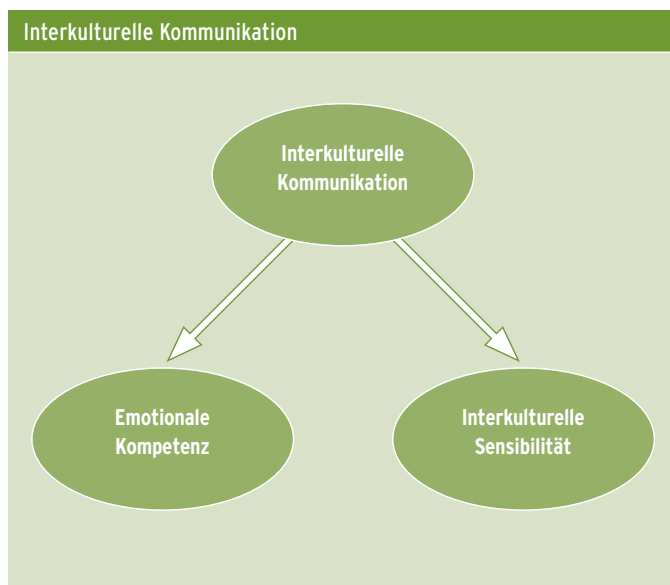 Interkulturelle Kommunikation
Interkulturelle
Kommunikation
Emotionale
Kompetenz
Interkulturelle
Sensibilität